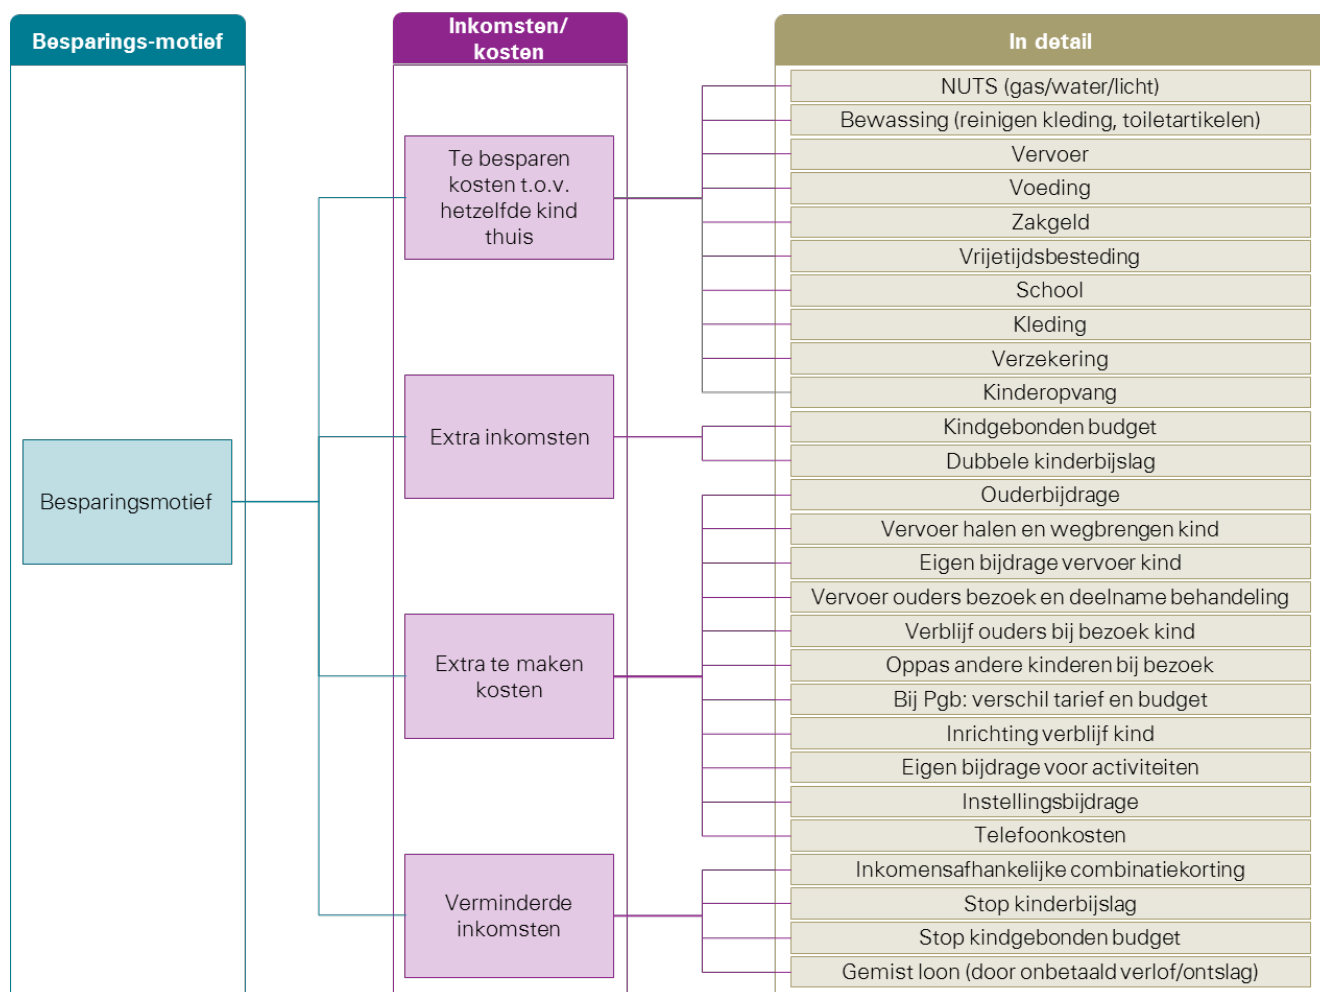 Besparings-motief
Inkomsten/
kosten
In detail
Besparingsmotief
Te besparen
kosten t.o.v.
hetzelfde kind
thuis
NUTS (gas/water/licht)
Bewassing (reinigen kleding, toiletartikelen)
Vervoer
Voeding
Zakgeld
Vrijetijdsbesteding
School
Kleding
Verzekering
Kinderopvang
Extra inkomsten
Kindgebonden budget
Dubbele kinderbijslag
Extra te maken
kosten
Ouderbijdrage
Vervoer halen en wegbrengen kind
Eigen bijdrage vervoer kind
Vervoer ouders bezoek en deelname behandeling
Verblijf ouders bij bezoek kind
Oppas andere kinderen bij bezoek
Bij Pgb: verschil tarief en budget
Inrichting verblijf kind
Eigen bijdrage voor activiteiten
Instellingsbijdrage
Telefoonkosten
Verminderde
inkomsten
Inkomensafhankelijke combinatiekorting
Stop kinderbijslag
Stop kindgebonden budget
Gemist loon (door onbetaald verlof/ontslag)